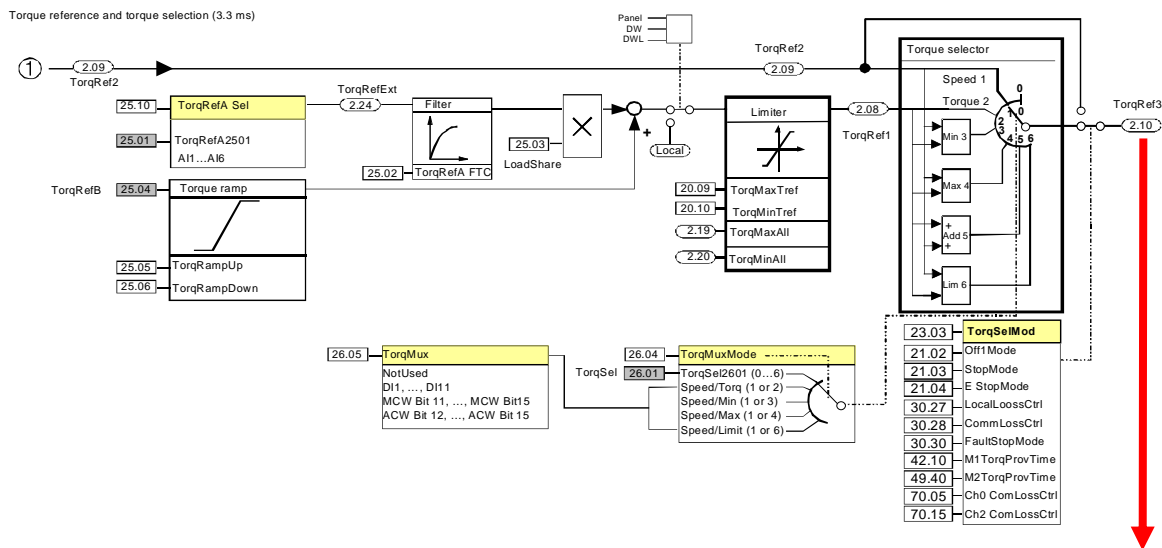 Torque reference and torque selection (3.3 ms)
Panel
DW
DWL
1
2.09
TorqRef2
TorqRef2
2.09
Torque selector
Speed 1
0
0
Torque 2
1
2
3
4
5
6
Min 3
Max 4
+
Add 5
+
Lim 6
TorqRef3
2.10
25.10
TorqRefA Sel
25.01
TorqRefA2501
AI1...AI6
TorqRefExt
2.24
Filter
25.02
TorqRefA FTC
25.03
LoadShare
+
Local
Limiter
20.09
TorqMaxTref
20.10
TorqMinTref
2.19
TorqMaxAll
2.20
TorqMinAll
2.08
TorqRef1
TorqRefB
25.04
Torque ramp
25.05
TorqRampUp
25.06
TorqRampDown
26.05
TorqMux
NotUsed
DI1, ..., DI11
MCW Bit 11, ..., MCW Bit15
ACW Bit 12, ..., ACW Bit 15
26.04
TorqMuxMode
TorqSel
26.01
TorqSel2601 (0...6)
Speed/Torq (1 or 2)
Speed/Min (1 or 3)
Speed/Max (1 or 4)
Speed/Limit (1 or 6)
23.03
TorqSelMod
21.02
Off1Mode
21.03
StopMode
21.04
E StopMode
30.27
LocalLoossCtrl
30.28
CommLossCtrl
30.30
FaultStopMode
42.10
M1TorqProvTime
49.40
M2TorqProvTime
70.05
Ch0 ComLossCtrl
70.15
Ch2 ComLossCtrl